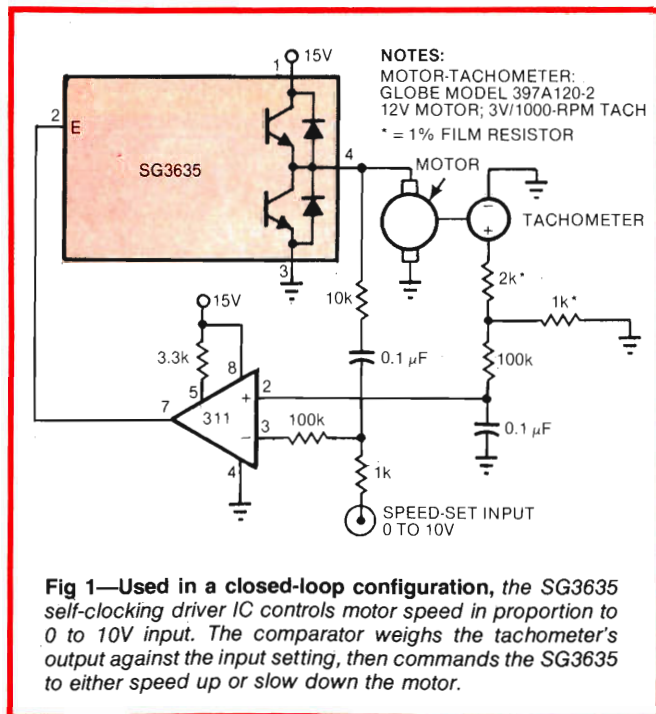 15V
1
NOTES:
MOTOR-TACHOMETER:
GLOBE MODEL 397A120-2
12V MOTOR; 3V/1000-RPM TACH
* = 1% FILM RESISTOR
2
E
SG3635
4
MOTOR
−
+
TACHOMETER
3
2k*
1k*
10k
15V
0.1 µF
100k
3.3k
8
5
2
+
7
311
100k
3
−
0.1 µF
4
1k
SPEED-SET INPUT
0 TO 10V
Fig 1—Used in a closed-loop configuration, the SG3635
self-clocking driver IC controls motor speed in proportion to
0 to 10V input. The comparator weighs the tachometer's
output against the input setting, then commands the SG3635
to either speed up or slow down the motor.